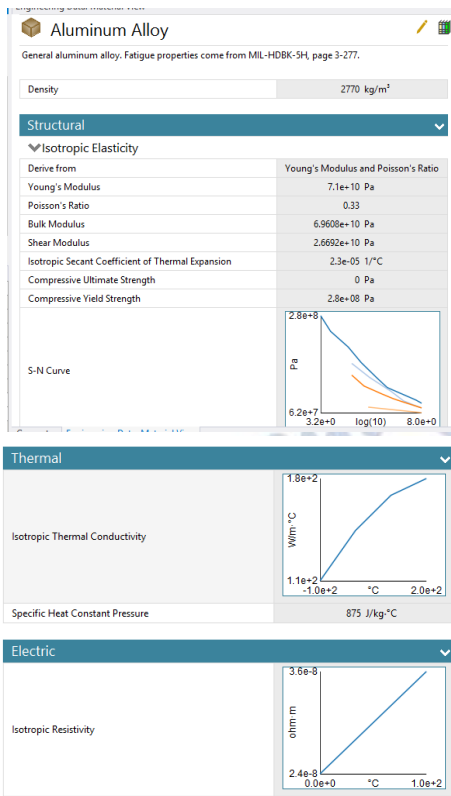 Engineering Data: Material View
Aluminum Alloy
General aluminum alloy. Fatigue properties come from MIL-HDBK-5H, page 3-277.
Density 2770 kg/m³
Structural
Isotropic Elasticity
Derive from Young's Modulus and Poisson's Ratio
Young's Modulus 7.1e+10 Pa
Poisson's Ratio 0.33
Bulk Modulus 6.9608e+10 Pa
Shear Modulus 2.6692e+10 Pa
Isotropic Secant Coefficient of Thermal Expansion 2.3e-05 1/°C
Compressive Ultimate Strength 0 Pa
Compressive Yield Strength 2.8e+08 Pa
2.8e+8
S-N Curve
Pa
6.2e+7
3.2e+0 log(10) 8.0e+0
Thermal
1.8e+2
Isotropic Thermal Conductivity
W/m·°C
1.1e+2
-1.0e+2 °C 2.0e+2
Specific Heat Constant Pressure 875 J/kg·°C
Electric
3.6e-8
Isotropic Resistivity
ohm·m
2.4e-8
0.0e+0 °C 1.0e+2